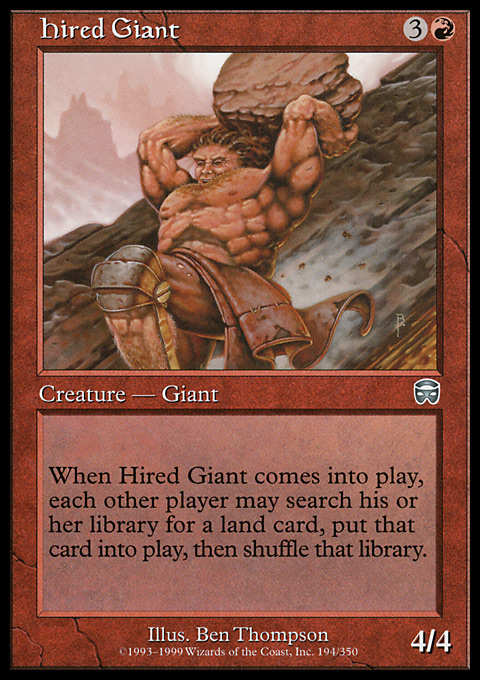 Hired Giant 3
Creature — Giant
When Hired Giant comes into play,
each other player may search his or
her library for a land card, put that
card into play, then shuffle that library.
Illus. Ben Thompson
©1993–1999 Wizards of the Coast, Inc. 194/350
4/4